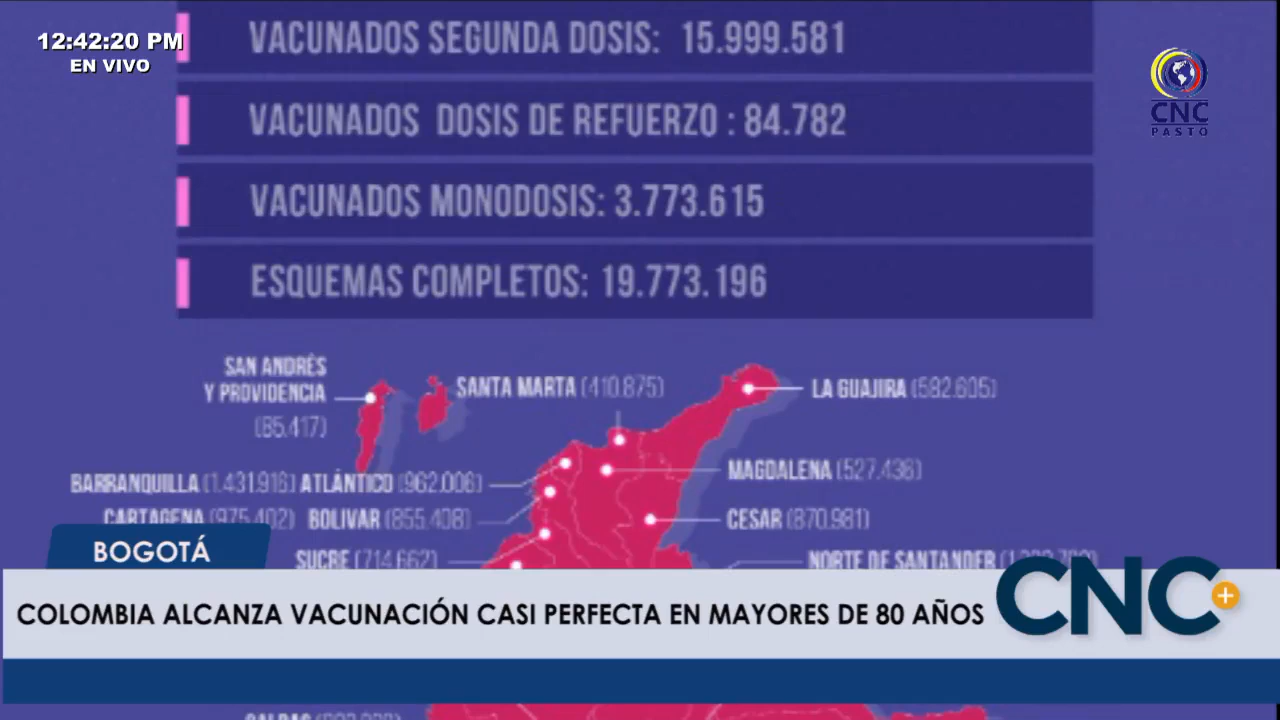 VACUNADOS SEGUNDA DOSIS: 15.999.581
12:42:20 PM
EN VIVO
CNC
PASTO
VACUNADOS DOSIS DE REFUERZO : 84.782
VACUNADOS MONODOSIS: 3.773.615
ESQUEMAS COMPLETOS: 19.773.196
SAN ANDRÉS
Y PROVIDENCIA
(85.417)
SANTA MARTA (410.875)
LA GUAJIRA (582.605)
BARRANQUILLA (1.431.916) ATLÁNTICO (962.006)
MAGDALENA (527.436)
CARTAGENA (975.402) BOLIVAR (855.408)
CESAR (870.981)
BOGOTÁ
SUCRE (714.662)
NORTE DE SANTANDER
COLOMBIA ALCANZA VACUNACIÓN CASI PERFECTA EN MAYORES DE 80 AÑOS
CNC+